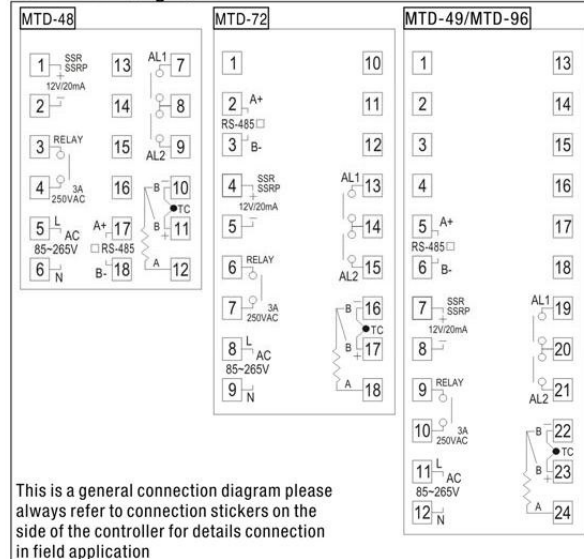 MTD-48
1 SSR 13 AL1 7
SSRP
+
12V/20mA
2 - 14 8
3 RELAY 15 9
AL2
4 3A 16 B - 10
250VAC
TC
5 L AC A+ 17 B + 11
85~265V RS-485
6 N B- 18 A 12
MTD-72
1 10
2 A+ 11
RS-485
3 B- 12
4 SSR AL1 13
SSRP
+
12V/20mA
5 - 14
6 RELAY 15
AL2
7 3A B - 16
250VAC
TC
8 L AC B + 17
85~265V
9 N A 18
MTD-49/MTD-96
1 13
2 14
3 15
4 16
5 A+ 17
RS-485
6 B- 18
7 SSR AL1 19
SSRP
+
12V/20mA
8 - 20
9 RELAY 21
AL2
10 3A B - 22
250VAC
TC
11 L AC B + 23
85~265V
12 N A 24
This is a general connection diagram please
always refer to connection stickers on the
side of the controller for details connection
in field application